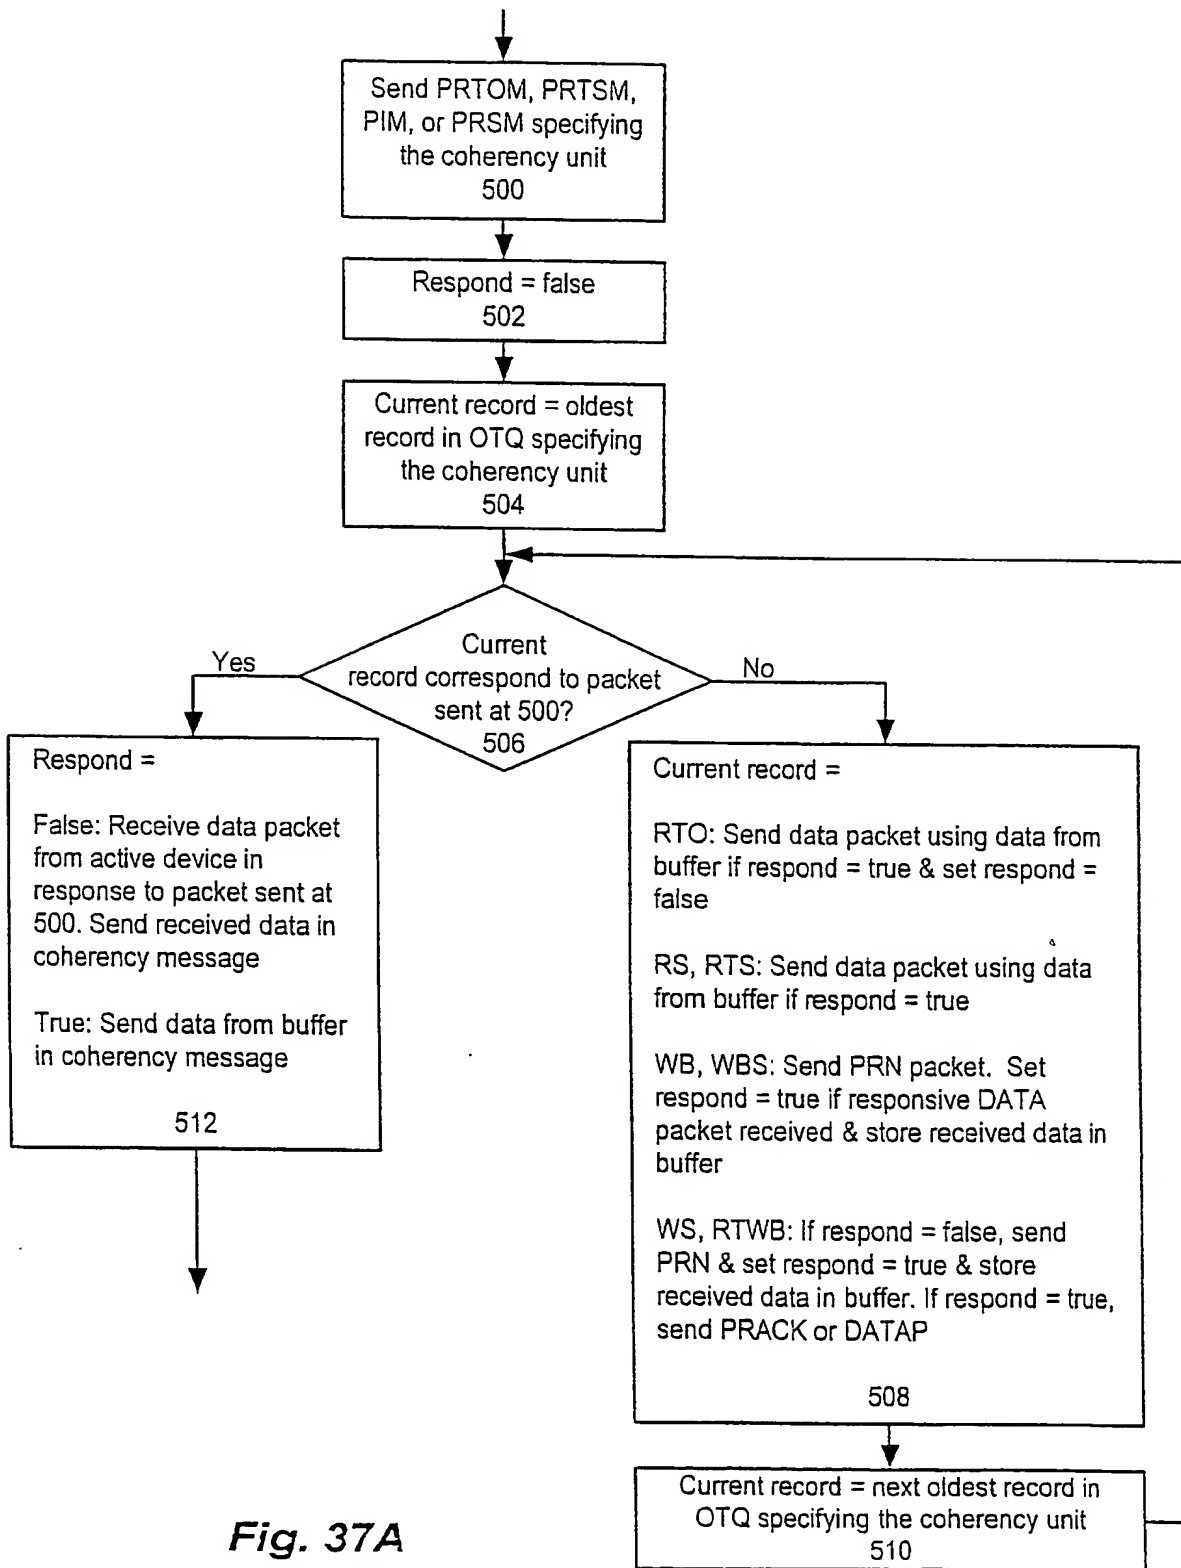 Send PRTOM, PRTSM,
PIM, or PRSM specifying
the coherency unit
500
Respond = false
502
Current record = oldest
record in OTQ specifying
the coherency unit
504
Current
record correspond to packet
sent at 500?
506
Yes
No
Respond =
False: Receive data packet
from active device in
response to packet sent at
500. Send received data in
coherency message
True: Send data from buffer
in coherency message
512
Current record =
RTO: Send data packet using data from
buffer if respond = true & set respond =
false
RS, RTS: Send data packet using data
from buffer if respond = true
WB, WBS: Send PRN packet. Set
respond = true if responsive DATA
packet received & store received data in
buffer
WS, RTWB: If respond = false, send
PRN & set respond = true & store
received data in buffer. If respond = true,
send PRACK or DATAP
508
Current record = next oldest record in
OTQ specifying the coherency unit
510
Fig. 37A